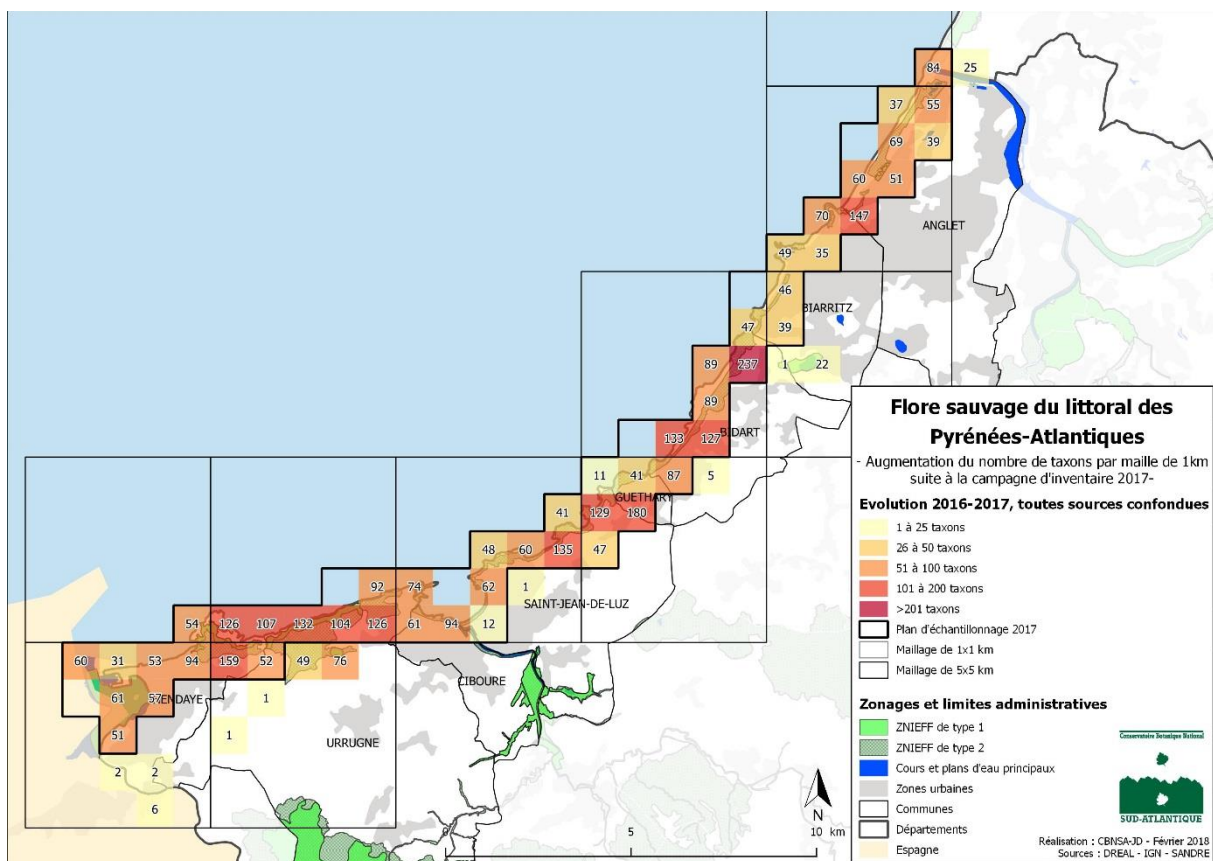 84 25
37 55
69 39
60 51
70 147
ANGLET
49 35
46
BIARRITZ
47 39
89 237 1 22
89
BIDART
133 127
11 41 87 5
GUETHARY
41 129 180
48 60 135 47
92 74 62 1
SAINT-JEAN-DE-LUZ
54 126 107 132 104 126 61 94 12
60 31 53 94 159 52 49 76
CIBOURE
61 57 HENDAYE 1
51 1
URRUGNE
2 2
6
0 5 10 km
N
Flore sauvage du littoral des
Pyrénées-Atlantiques
- Augmentation du nombre de taxons par maille de 1km
suite à la campagne d'inventaire 2017-
Evolution 2016-2017, toutes sources confondues
1 à 25 taxons
26 à 50 taxons
51 à 100 taxons
101 à 200 taxons
>201 taxons
Plan d'échantillonnage 2017
Maillage de 1x1 km
Maillage de 5x5 km
Zonages et limites administratives
ZNIEFF de type 1
ZNIEFF de type 2
Cours et plans d'eau principaux
Zones urbaines
Communes
Départements
Espagne
Conservatoire Botanique National
SUD-ATLANTIQUE
Réalisation : CBNSA-JD - Février 2018
Sources : DREAL - IGN - SANDRE